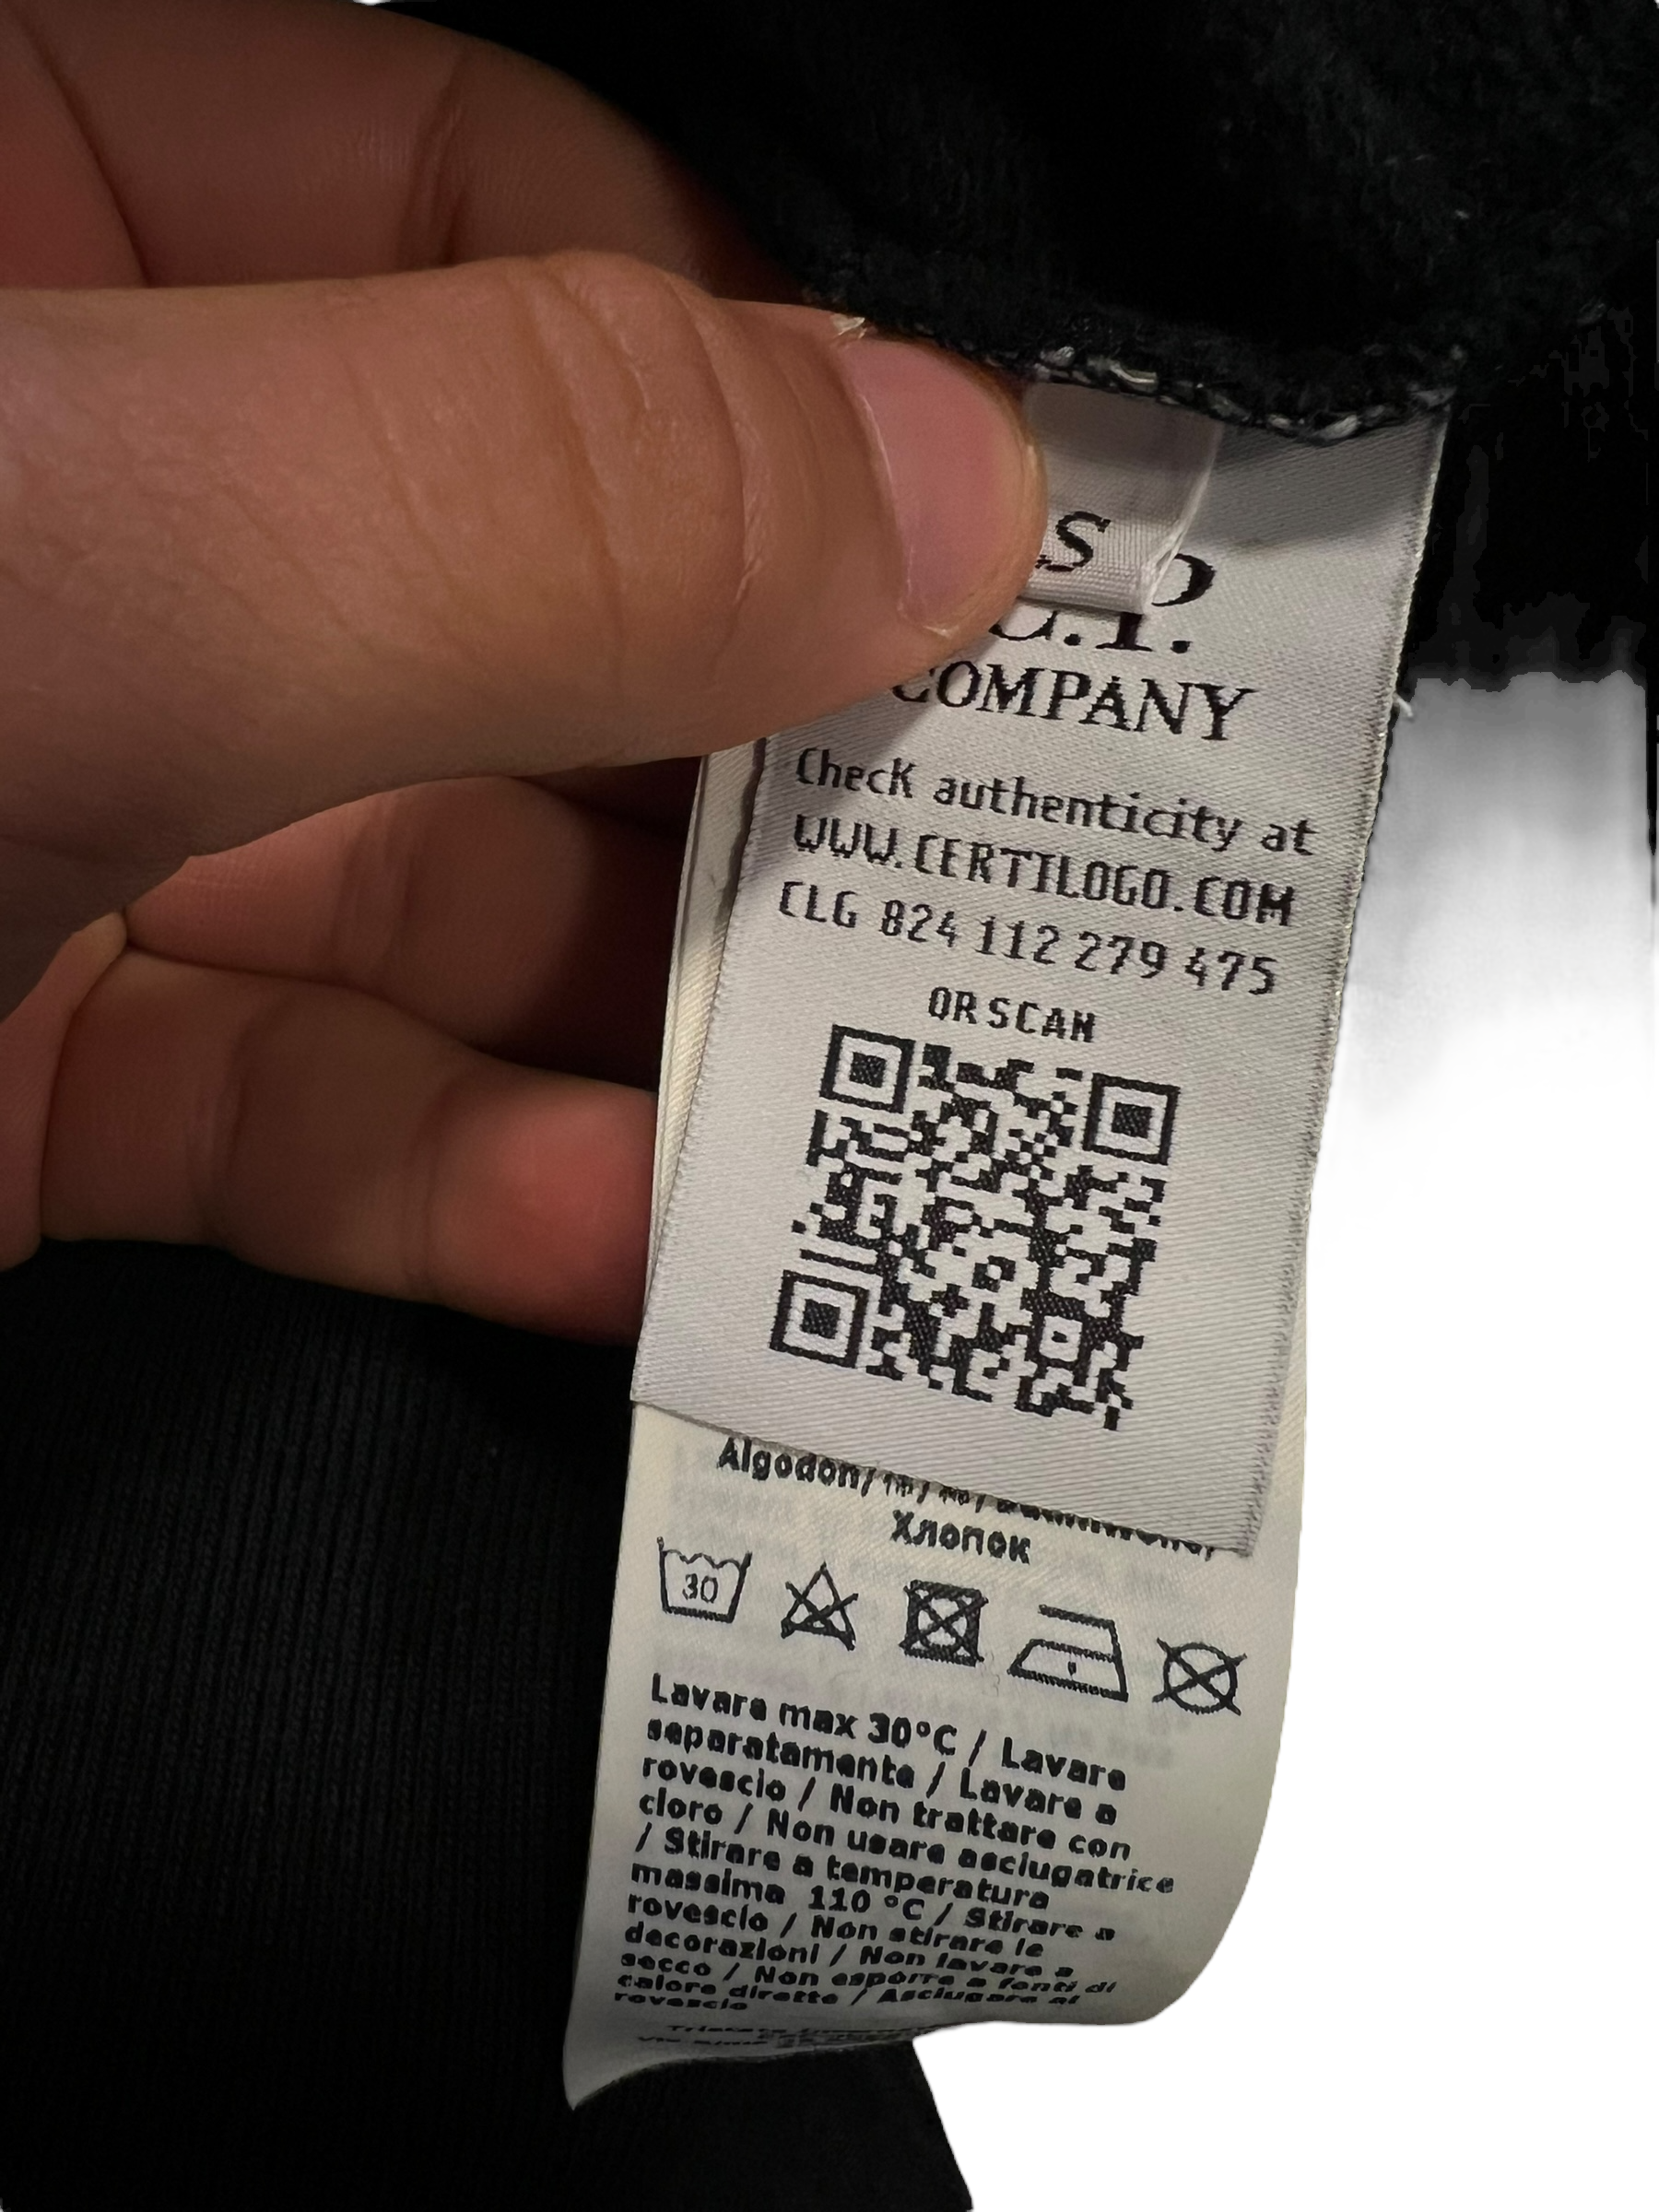 S
C.P.
COMPANY
Check authenticity at
WWW.CERTILOGO.COM
CLG 824 112 279 475
QR SCAN
Algodon/
Хлопок
30
Lavare max 30°C / Lavare
separatamente / Lavare a
rovescio / Non trattare con
cloro / Non usare asciugatrice
/ Stirare a temperatura
massima 110 °C / Stirare a
rovescio / Non stirare le
decorazioni / Non lavare a
secco / Non esporre a fonti di
calore dirette / Asciugare al
rovescio